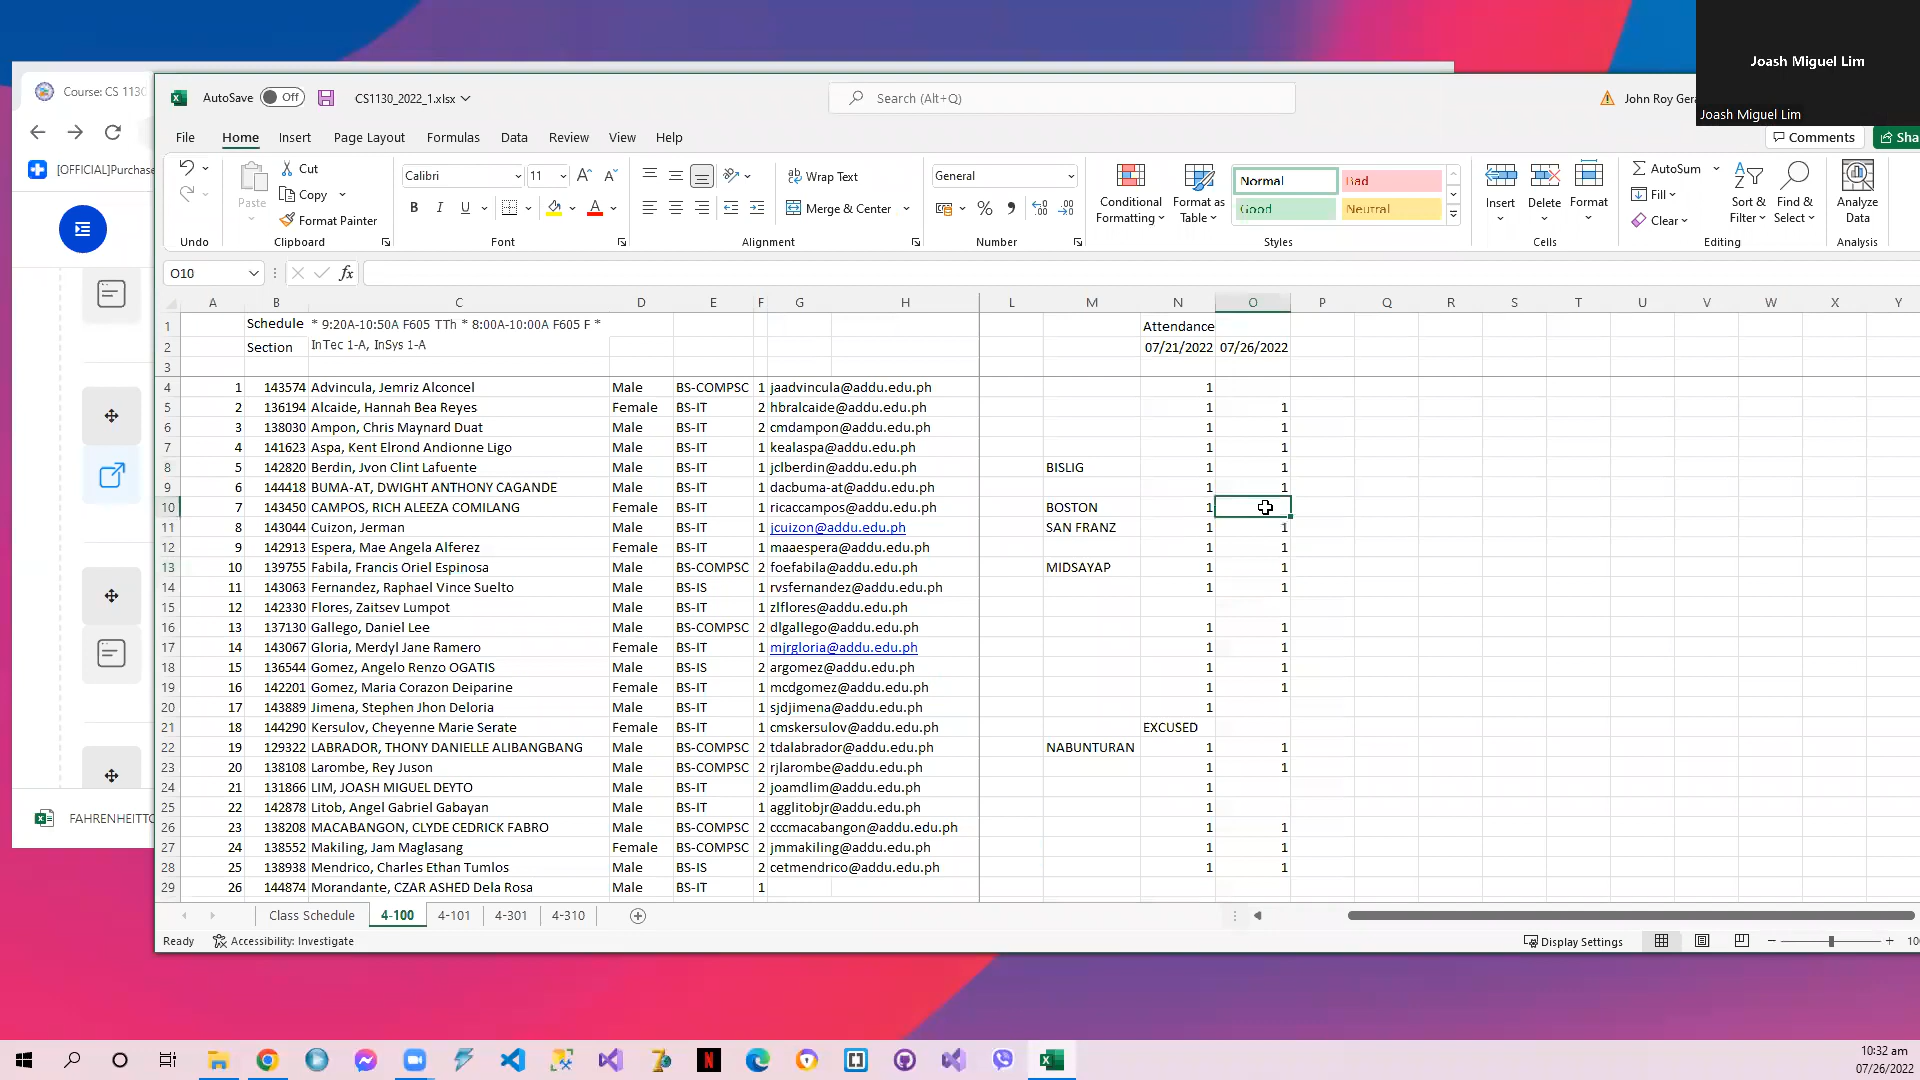 Joash Miguel Lim
Joash Miguel Lim
Course: CS 1130
[OFFICIAL]Purchase
FAHRENHEITTO
AutoSave Off CS1130_2022_1.xlsx Search (Alt+Q) John Roy Gera
File Home Insert Page Layout Formulas Data Review View Help Comments Sha
Paste Cut Copy Format Painter
Calibri 11 B I U
Wrap Text Merge & Center
General
Conditional Formatting Format as Table Normal Bad Good Neutral
Insert Delete Format
AutoSum Fill Clear Sort & Filter Find & Select Analyze Data
Undo Clipboard Font Alignment Number Styles Cells Editing Analysis
O10 fx
A B C D E F G H L M N O P Q R S T U V W X Y
1 Schedule * 9:20A-10:50A F605 TTh * 8:00A-10:00A F605 F * Attendance
2 Section InTec 1-A, InSys 1-A 07/21/2022 07/26/2022
3
4 1 143574 Advincula, Jemriz Alconcel Male BS-COMPSC 1 jaadvincula@addu.edu.ph 1
5 2 136194 Alcaide, Hannah Bea Reyes Female BS-IT 2 hbralcaide@addu.edu.ph 1 1
6 3 138030 Ampon, Chris Maynard Duat Male BS-IT 2 cmdampon@addu.edu.ph 1 1
7 4 141623 Aspa, Kent Elrond Andionne Ligo Male BS-IT 1 kealaspa@addu.edu.ph 1 1
8 5 142820 Berdin, Jvon Clint Lafuente Male BS-IT 1 jclberdin@addu.edu.ph BISLIG 1 1
9 6 144418 BUMA-AT, DWIGHT ANTHONY CAGANDE Male BS-IT 1 dacbuma-at@addu.edu.ph 1 1
10 7 143450 CAMPOS, RICH ALEEZA COMILANG Female BS-IT 1 ricaccampos@addu.edu.ph BOSTON 1
11 8 143044 Cuizon, Jerman Male BS-IT 1 jcuizon@addu.edu.ph SAN FRANZ 1 1
12 9 142913 Espera, Mae Angela Alferez Female BS-IT 1 maaespera@addu.edu.ph 1 1
13 10 139755 Fabila, Francis Oriel Espinosa Male BS-COMPSC 2 foefabila@addu.edu.ph MIDSAYAP 1 1
14 11 143063 Fernandez, Raphael Vince Suelto Male BS-IS 1 rvsfernandez@addu.edu.ph 1 1
15 12 142330 Flores, Zaitsev Lumpot Male BS-IT 1 zlflores@addu.edu.ph
16 13 137130 Gallego, Daniel Lee Male BS-COMPSC 2 dlgallego@addu.edu.ph 1 1
17 14 143067 Gloria, Merdyl Jane Ramero Female BS-IT 1 mjrgloria@addu.edu.ph 1 1
18 15 136544 Gomez, Angelo Renzo OGATIS Male BS-IS 2 argomez@addu.edu.ph 1 1
19 16 142201 Gomez, Maria Corazon Deiparine Female BS-IT 1 mcdgomez@addu.edu.ph 1 1
20 17 143889 Jimena, Stephen Jhon Deloria Male BS-IT 1 sjdjimena@addu.edu.ph 1
21 18 144290 Kersulov, Cheyenne Marie Serate Female BS-IT 1 cmskersulov@addu.edu.ph EXCUSED
22 19 129322 LABRADOR, THONY DANIELLE ALIBANGBANG Male BS-COMPSC 2 tdalabrador@addu.edu.ph NABUNTURAN 1 1
23 20 138108 Larombe, Rey Juson Male BS-COMPSC 2 rjlarombe@addu.edu.ph 1 1
24 21 131866 LIM, JOASH MIGUEL DEYTO Male BS-IT 2 joamdlim@addu.edu.ph 1
25 22 142878 Litob, Angel Gabriel Gabayan Male BS-IT 1 agglitobjr@addu.edu.ph 1
26 23 138208 MACABANGON, CLYDE CEDRICK FABRO Male BS-COMPSC 2 cccmacabangon@addu.edu.ph 1 1
27 24 138552 Makiling, Jam Maglasang Female BS-COMPSC 2 jmmakiling@addu.edu.ph 1 1
28 25 138938 Mendrico, Charles Ethan Tumlos Male BS-IS 2 cetmendrico@addu.edu.ph 1 1
29 26 144874 Morandante, CZAR ASHED Dela Rosa Male BS-IT 1
Class Schedule 4-100 4-101 4-301 4-310
Ready Accessibility: Investigate Display Settings 100
10:32 am
07/26/2022